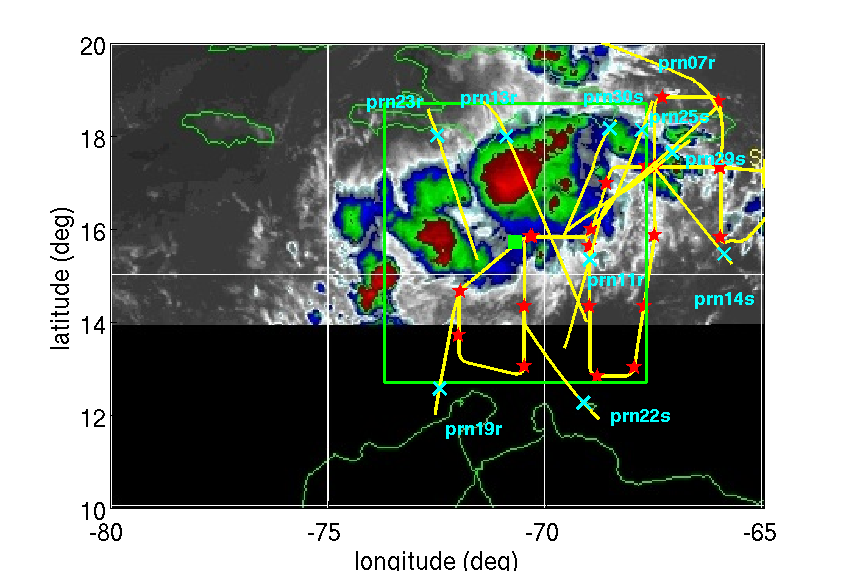 20
18
16
14
12
10
-80
-75
-70
-65
longitude (deg)
latitude (deg)
prn07r
prn23r
prn13r
prn30s
prn25s
prn29s
S
prn11r
prn14s
prn22s
prn19r